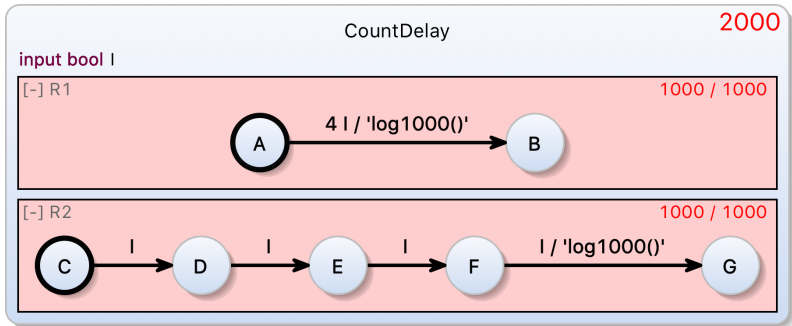 CountDelay 2000
input bool I
[-] R1 1000 / 1000
4 I / 'log1000()'
A B
[-] R2 1000 / 1000
I I I I / 'log1000()'
C D E F G